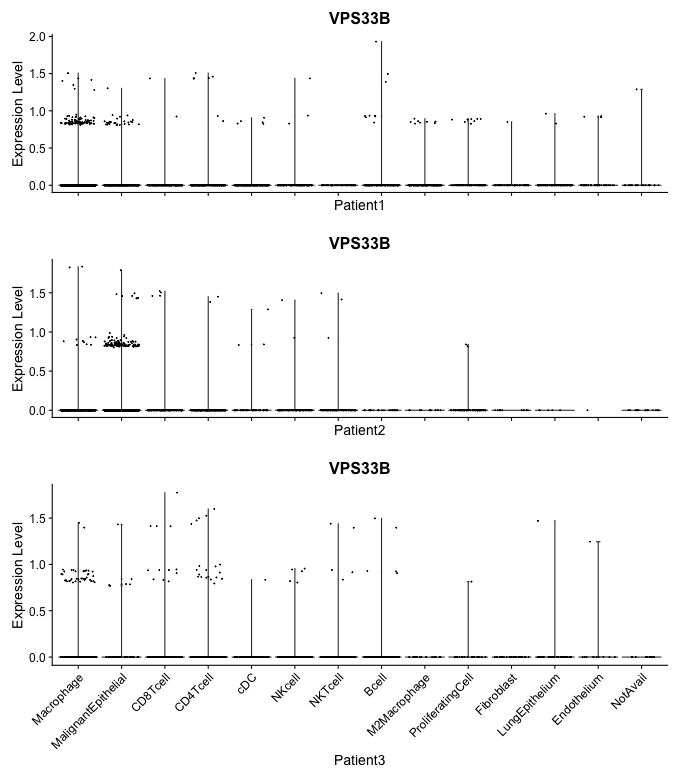 VPS33B
Expression Level
2.0
1.5
1.0
0.5
0.0
Patient1
VPS33B
Expression Level
1.5
1.0
0.5
0.0
Patient2
VPS33B
Expression Level
1.5
1.0
0.5
0.0
Macrophage
MalignantEpithelial
CD8Tcell
CD4Tcell
cDC
NKcell
NKTcell
Bcell
M2Macrophage
ProliferatingCell
Fibroblast
LungEpithelium
Endothelium
NotAvail
Patient3